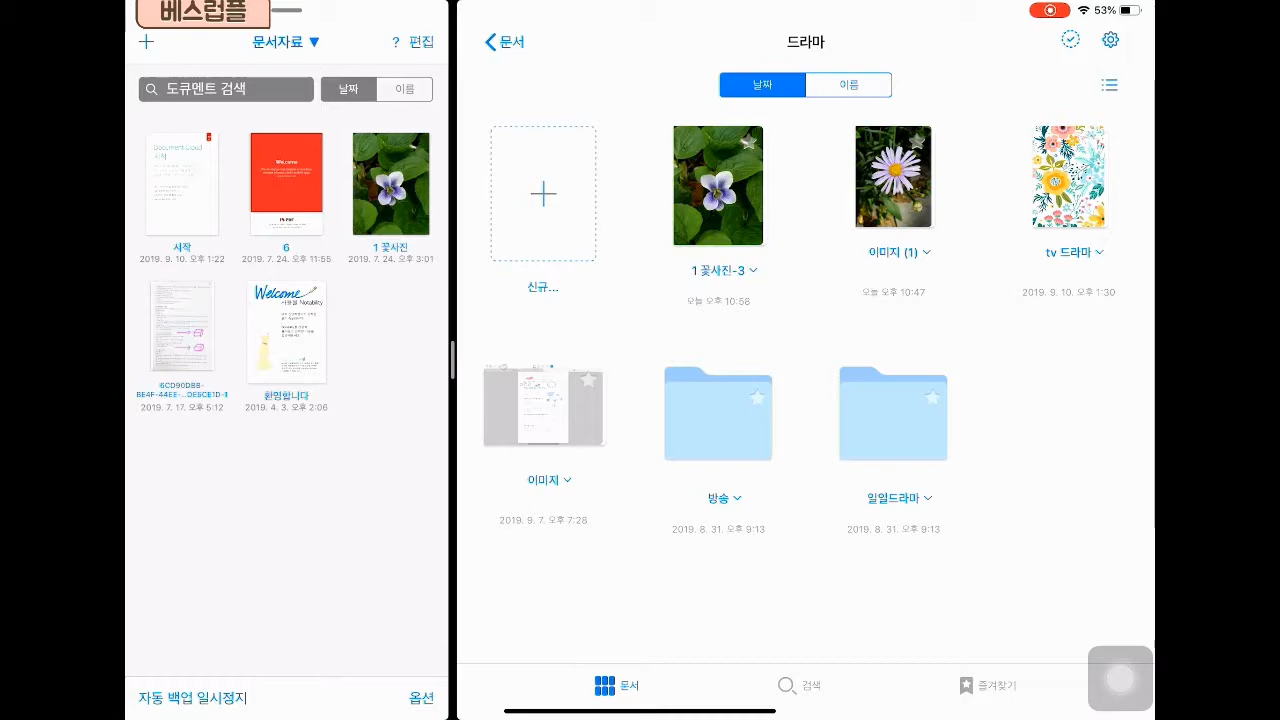 베스럽플
문서자료 ▼
? 편집
도큐멘트 검색
날짜
이름
Document Cloud
시작
Welcome
시작
2019. 9. 10. 오후 1:22
6
2019. 7. 24. 오후 11:55
1 꽃사진
2019. 7. 24. 오후 3:01
Welcome
환영합니다
2019. 4. 3. 오후 2:06
2019. 7. 17. 오후 5:12
자동 백업 일시정지
옵션
53%
문서
드라마
날짜
이름
신규...
1 꽃사진-3
오늘 오후 10:58
이미지 (1)
오늘 오후 10:47
tv 드라마
2019. 9. 10. 오후 1:30
이미지
2019. 9. 7. 오후 7:28
방송
2019. 8. 31. 오후 9:13
일일드라마
2019. 8. 31. 오후 9:13
문서
검색
즐겨찾기